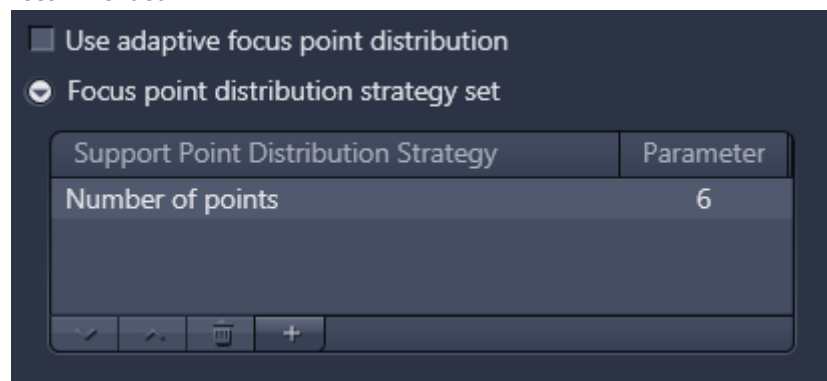 Use adaptive focus point distribution
Focus point distribution strategy set
Support Point Distribution Strategy Parameter
Number of points 6